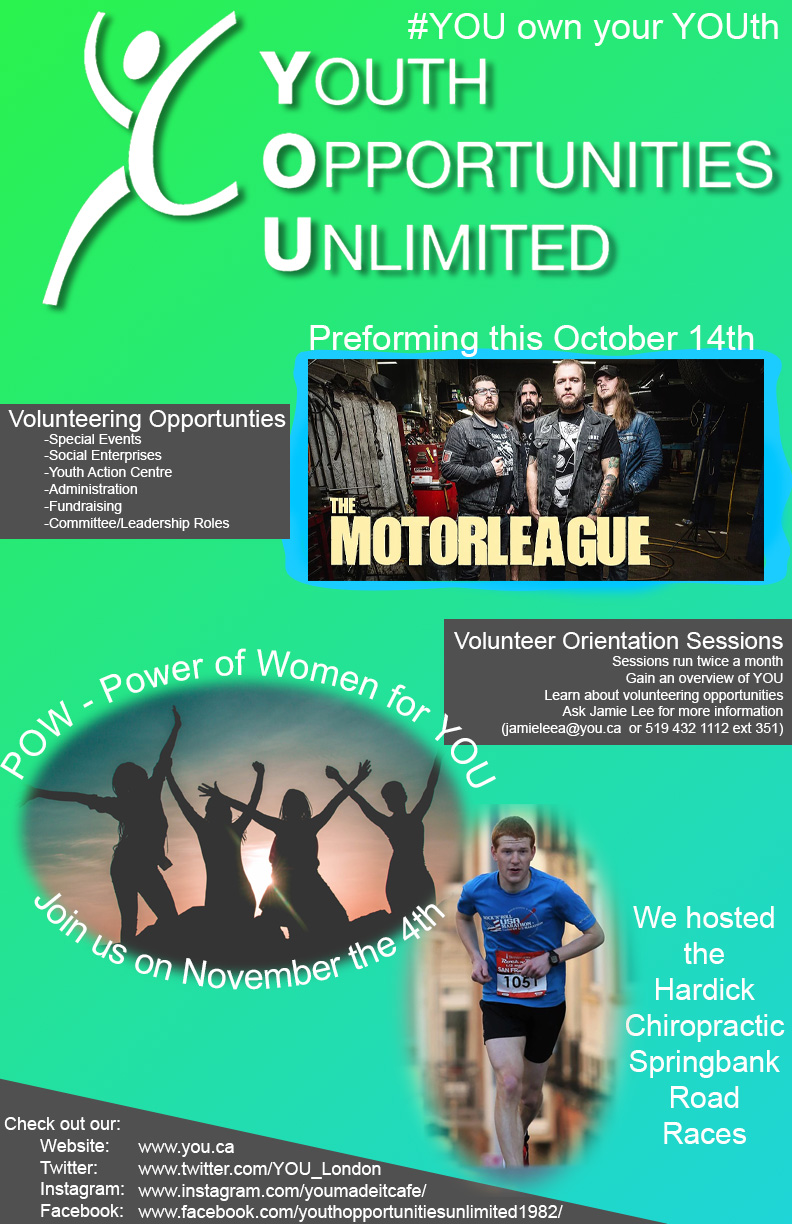 #YOU own your YOUth
YOUTH
OPPORTUNITIES
UNLIMITED
Preforming this October 14th
THE
MOTORLEAGUE
Volunteering Opportunties
-Special Events
-Social Enterprises
-Youth Action Centre
-Administration
-Fundraising
-Committee/Leadership Roles
Volunteer Orientation Sessions
Sessions run twice a month
Gain an overview of YOU
Learn about volunteering opportunities
Ask Jamie Lee for more information
(jamieleea@you.ca or 519 432 1112 ext 351)
POW - Power of Women for YOU
Join us on November the 4th
ROCK'N'ROLL
USA
MARATHON
1051
We hosted
the
Hardick
Chiropractic
Springbank
Road
Races
Check out our:
Website: www.you.ca
Twitter: www.twitter.com/YOU_London
Instagram: www.instagram.com/youmadeitcafe/
Facebook: www.facebook.com/youthopportunitiesunlimited1982/